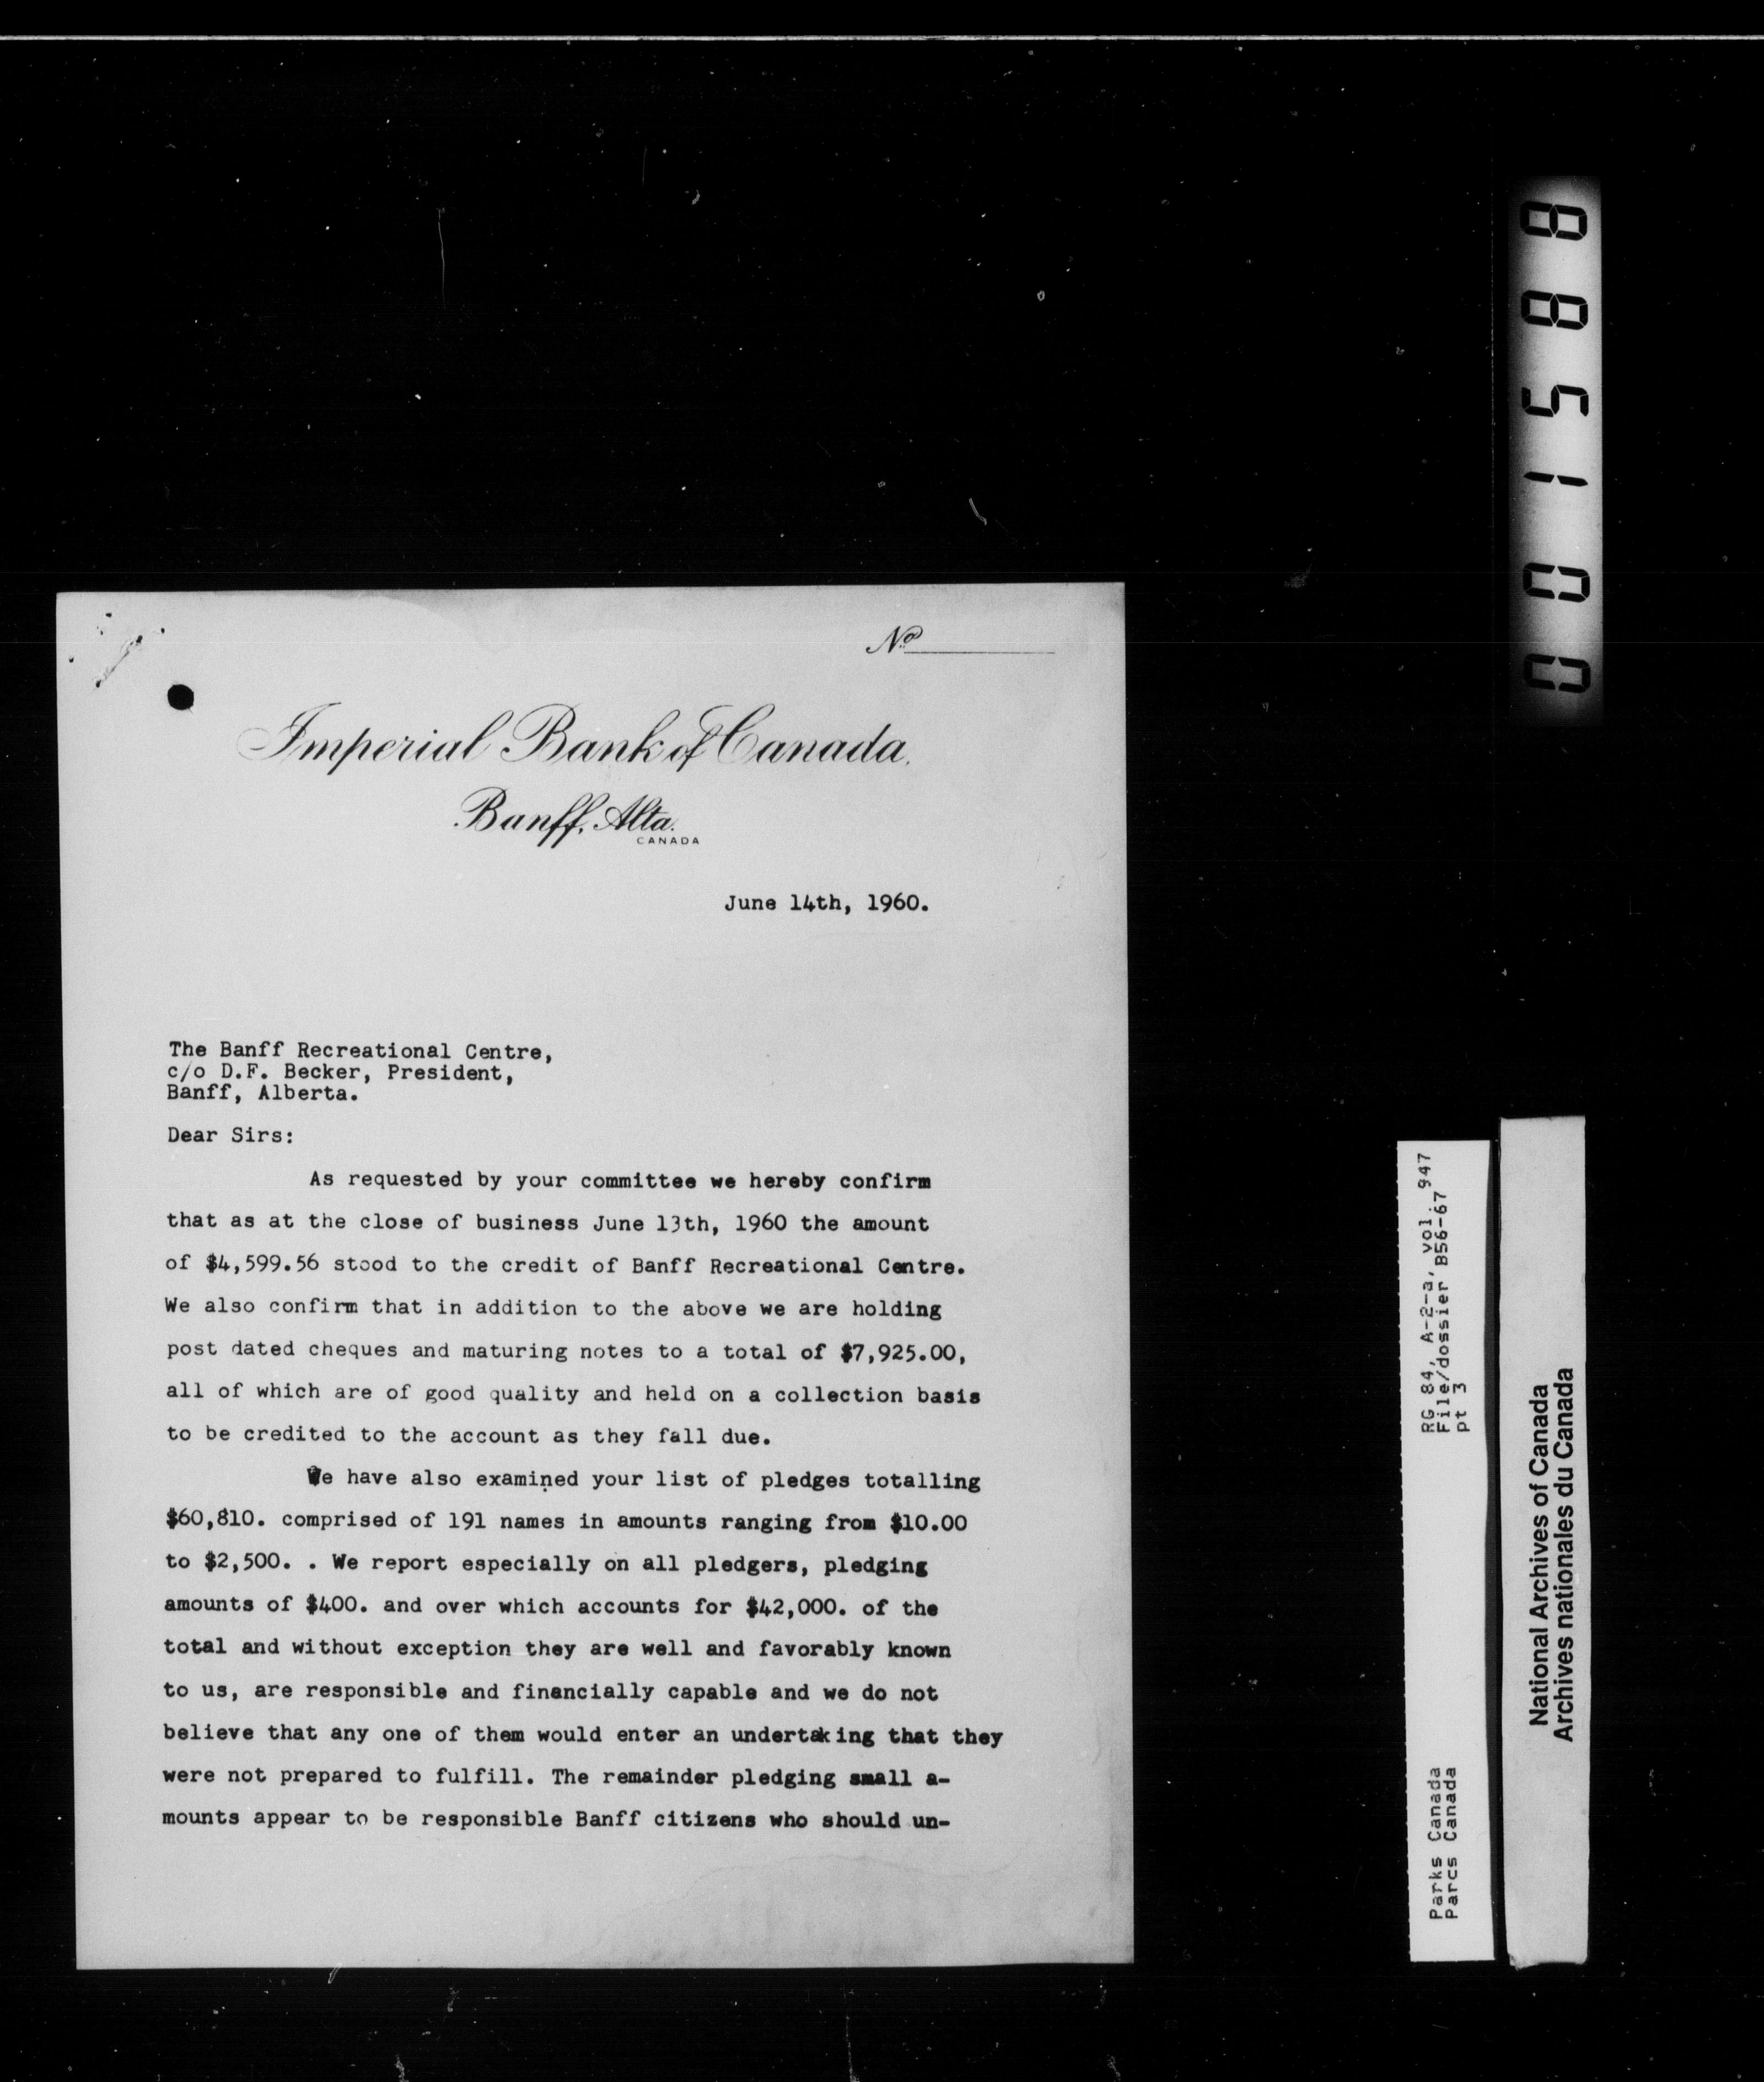 No
Imperial Bank of Canada.
Banff, Alta.
CANADA
June 14th, 1960.
The Banff Recreational Centre,
c/o D.F. Becker, President,
Banff, Alberta.
Dear Sirs:
As requested by your committee we hereby confirm
that as at the close of business June 13th, 1960 the amount
of $4,599.56 stood to the credit of Banff Recreational Centre.
We also confirm that in addition to the above we are holding
post dated cheques and maturing notes to a total of $7,925.00,
all of which are of good quality and held on a collection basis
to be credited to the account as they fall due.
We have also examined your list of pledges totalling
$60,810. comprised of 191 names in amounts ranging from $10.00
to $2,500. . We report especially on all pledgers, pledging
amounts of $400. and over which accounts for $42,000. of the
total and without exception they are well and favorably known
to us, are responsible and financially capable and we do not
believe that any one of them would enter an undertaking that they
were not prepared to fulfill. The remainder pledging small a-
mounts appear to be responsible Banff citizens who should un-
001588
RG 84, A-2-a, vol. 947
File/dossier B56-67
pt 3
Parks Canada
Parcs Canada
National Archives of Canada
Archives nationales du Canada